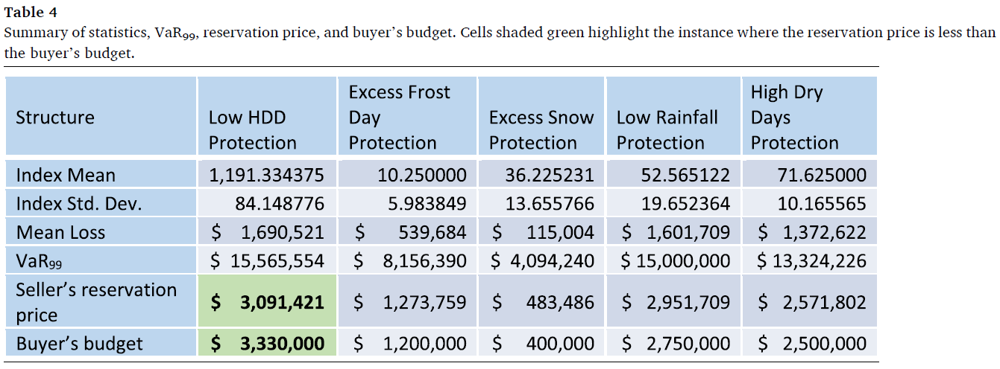 Table 4
Summary of statistics, VaR₉₉, reservation price, and buyer’s budget. Cells shaded green highlight the instance where the reservation price is less than
the buyer’s budget.
Structure | Low HDD Protection | Excess Frost Day Protection | Excess Snow Protection | Low Rainfall Protection | High Dry Days Protection
Index Mean | 1,191.334375 | 10.250000 | 36.225231 | 52.565122 | 71.625000
Index Std. Dev. | 84.148776 | 5.983849 | 13.655766 | 19.652364 | 10.165565
Mean Loss | $ 1,690,521 | $ 539,684 | $ 115,004 | $ 1,601,709 | $ 1,372,622
VaR₉₉ | $ 15,565,554 | $ 8,156,390 | $ 4,094,240 | $ 15,000,000 | $ 13,324,226
Seller’s reservation price | $ 3,091,421 | $ 1,273,759 | $ 483,486 | $ 2,951,709 | $ 2,571,802
Buyer’s budget | $ 3,330,000 | $ 1,200,000 | $ 400,000 | $ 2,750,000 | $ 2,500,000